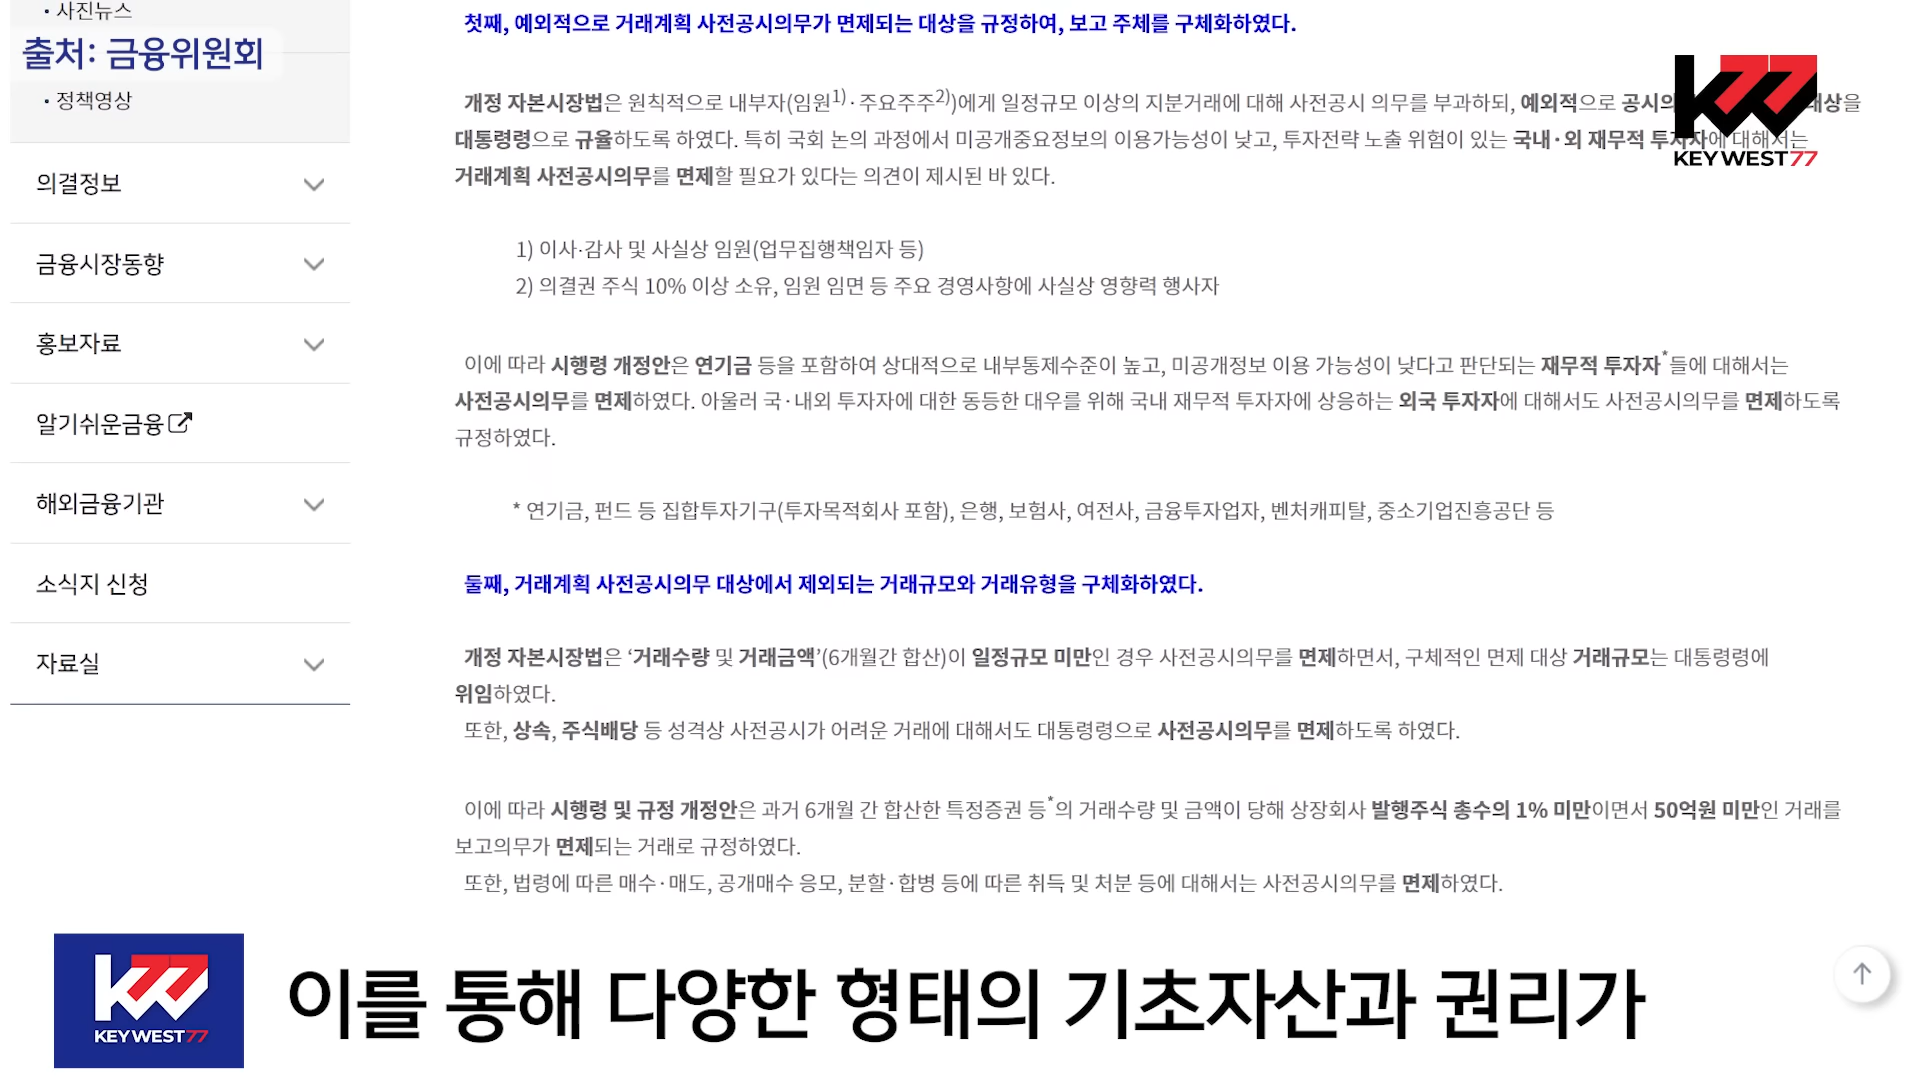 • 사진뉴스
출처: 금융위원회
• 정책영상
의결정보
금융시장동향
홍보자료
알기쉬운금융
해외금융기관
소식지 신청
자료실
첫째, 예외적으로 거래계획 사전공시의무가 면제되는 대상을 규정하여, 보고 주체를 구체화하였다.
개정 자본시장법은 원칙적으로 내부자(임원1)·주요주주2))에게 일정규모 이상의 지분거래에 대해 사전공시 의무를 부과하되, 예외적으로 공시의 대상을
대통령령으로 규율하도록 하였다. 특히 국회 논의 과정에서 미공개중요정보의 이용가능성이 낮고, 투자전략 노출 위험이 있는 국내·외 재무적 투자자에 대해서는
거래계획 사전공시의무를 면제할 필요가 있다는 의견이 제시된 바 있다.
1) 이사·감사 및 사실상 임원(업무집행책임자 등)
2) 의결권 주식 10% 이상 소유, 임원 임면 등 주요 경영사항에 사실상 영향력 행사자
이에 따라 시행령 개정안은 연기금 등을 포함하여 상대적으로 내부통제수준이 높고, 미공개정보 이용 가능성이 낮다고 판단되는 재무적 투자자*들에 대해서는
사전공시의무를 면제하였다. 아울러 국·내외 투자자에 대한 동등한 대우를 위해 국내 재무적 투자자에 상응하는 외국 투자자에 대해서도 사전공시의무를 면제하도록
규정하였다.
* 연기금, 펀드 등 집합투자기구(투자목적회사 포함), 은행, 보험사, 여전사, 금융투자업자, 벤처캐피탈, 중소기업진흥공단 등
둘째, 거래계획 사전공시의무 대상에서 제외되는 거래규모와 거래유형을 구체화하였다.
개정 자본시장법은 ‘거래수량 및 거래금액’(6개월간 합산)이 일정규모 미만인 경우 사전공시의무를 면제하면서, 구체적인 면제 대상 거래규모는 대통령령에
위임하였다.
또한, 상속, 주식배당 등 성격상 사전공시가 어려운 거래에 대해서도 대통령령으로 사전공시의무를 면제하도록 하였다.
이에 따라 시행령 및 규정 개정안은 과거 6개월 간 합산한 특정증권 등*의 거래수량 및 금액이 당해 상장회사 발행주식 총수의 1% 미만이면서 50억원 미만인 거래를
보고의무가 면제되는 거래로 규정하였다.
또한, 법령에 따른 매수·매도, 공개매수 응모, 분할·합병 등에 따른 취득 및 처분 등에 대해서는 사전공시의무를 면제하였다.
K77
KEY WEST 77
K77
KEY WEST 77
이를 통해 다양한 형태의 기초자산과 권리가